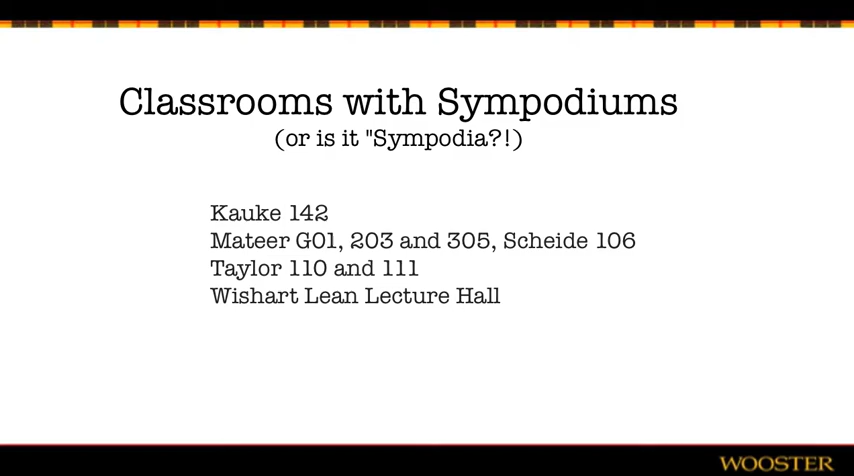 Classrooms with Sympodiums
(or is it "Sympodia?!)
Kauke 142
Mateer G01, 203 and 305, Scheide 106
Taylor 110 and 111
Wishart Lean Lecture Hall
WOOSTER